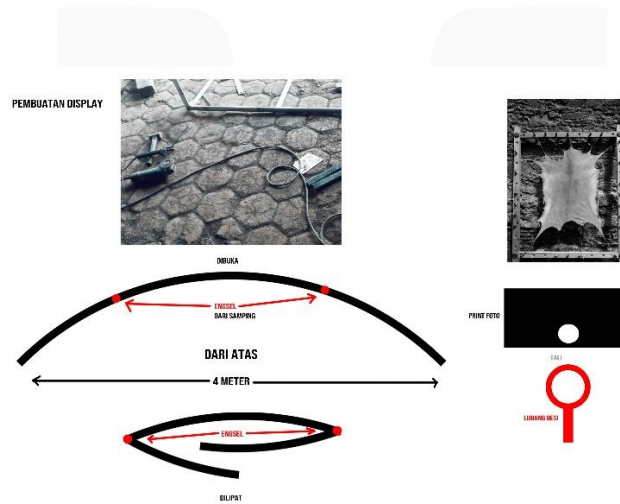 PEMBUATAN DISPLAY
DIBUKA
ENGSEL
DARI SAMPING
DARI ATAS
4 METER
ENGSEL
DILIPAT
PRINT FOTO
TALI
LUBANG BESI